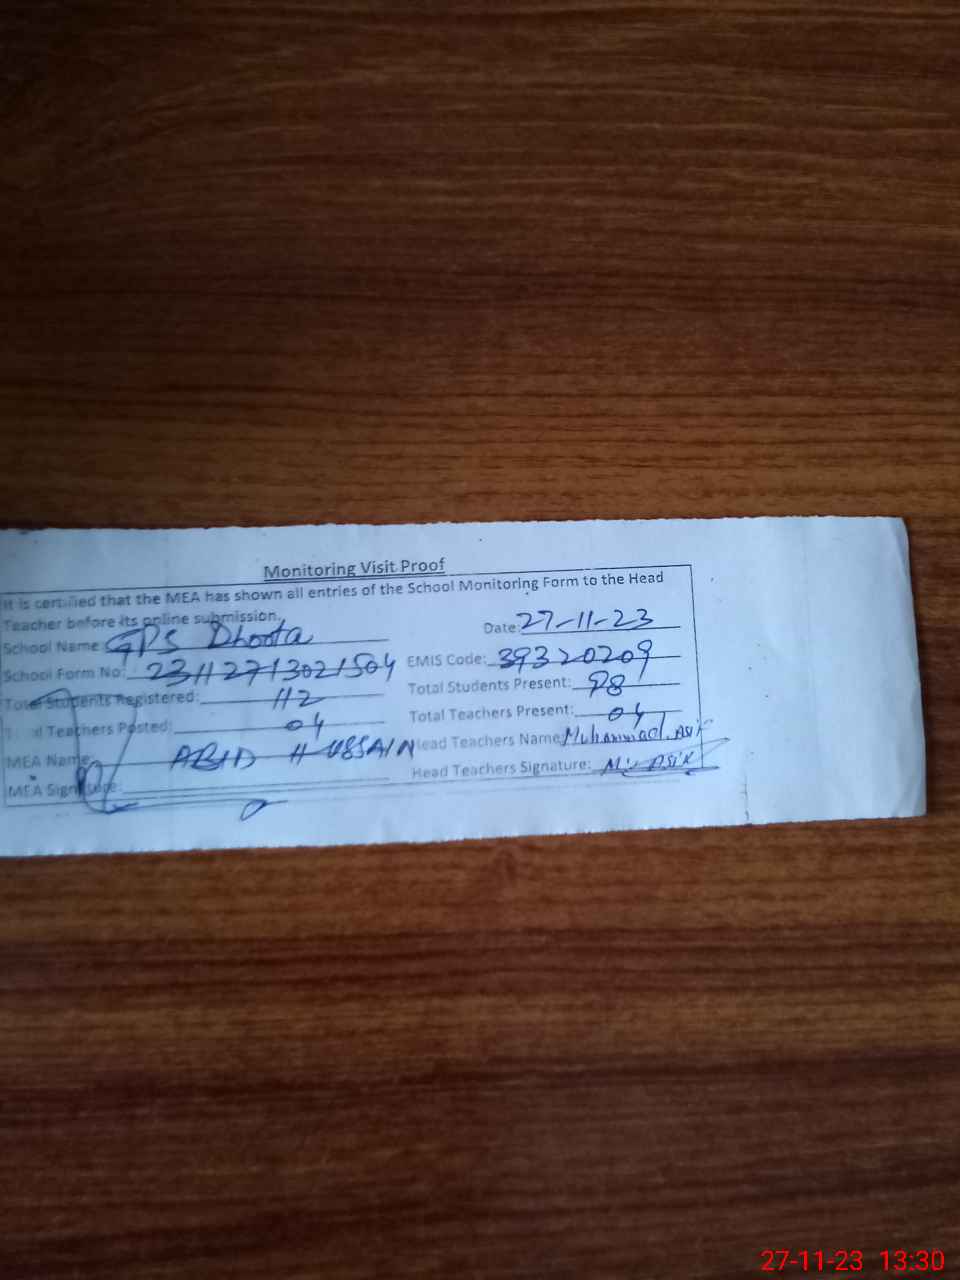 Monitoring Visit Proof
It is certified that the MEA has shown all entries of the School Monitoring Form to the Head
Teacher before its online submission.
School Name GPS Dhoota Date: 27-11-23
School Form No: 23112713021504 EMIS Code: 39320209
Total Students Registered: 112 Total Students Present: 98
Total Teachers Posted: 04 Total Teachers Present: 04
MEA Name: ABID HUSSAIN Head Teachers Name Muhammad
MEA Signature: Head Teachers Signature:
27-11-23 13:30